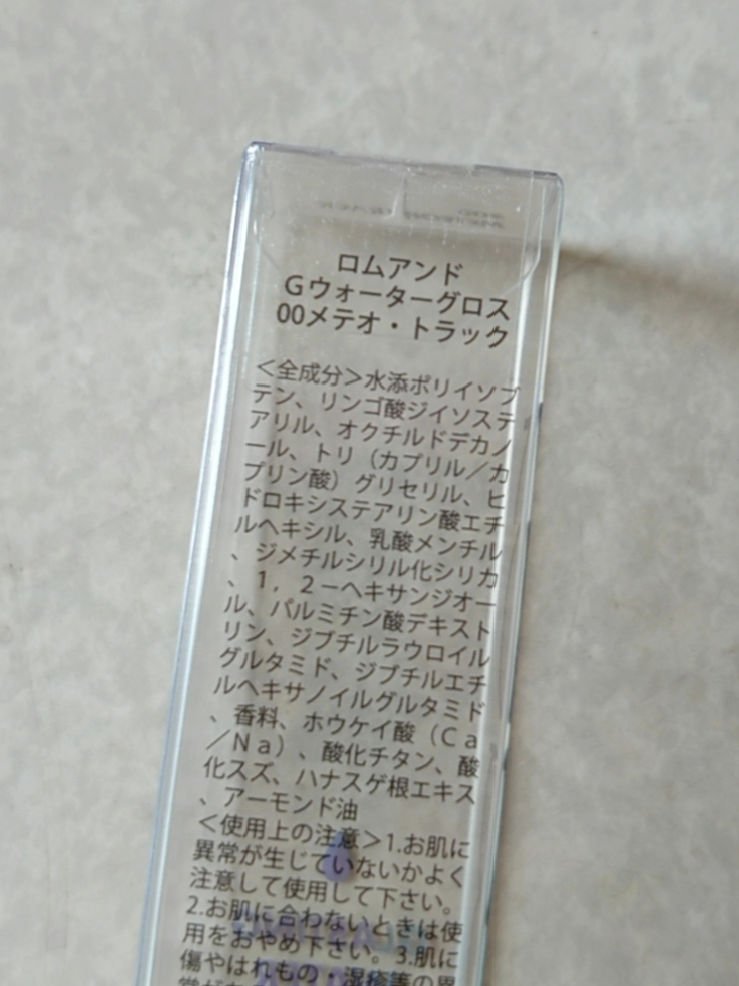 ロムアンド
Gウォーターグロス
00メテオ・トラック
＜全成分＞水添ポリイソブ
テン、リンゴ酸ジイソステ
アリル、オクチルドデカノ
ール、トリ（カプリル／カ
プリン酸）グリセリル、ヒ
ドロキシステアリン酸エチ
ルヘキシル、乳酸メンチル
、ジメチルシリル化シリカ
、1，2－ヘキサンジオー
ル、パルミチン酸デキスト
リン、ジブチルラウロイル
グルタミド、ジブチルエチ
ルヘキサノイルグルタミド
、香料、ホウケイ酸（Ca
／Na）、酸化チタン、酸
化スズ、ハナスゲ根エキス
、アーモンド油
＜使用上の注意＞1.お肌に
異常が生じていないかよく
注意して使用して下さい。
2.お肌に合わないときは使
用をおやめ下さい。3.肌に
傷やはれもの・湿疹等の異